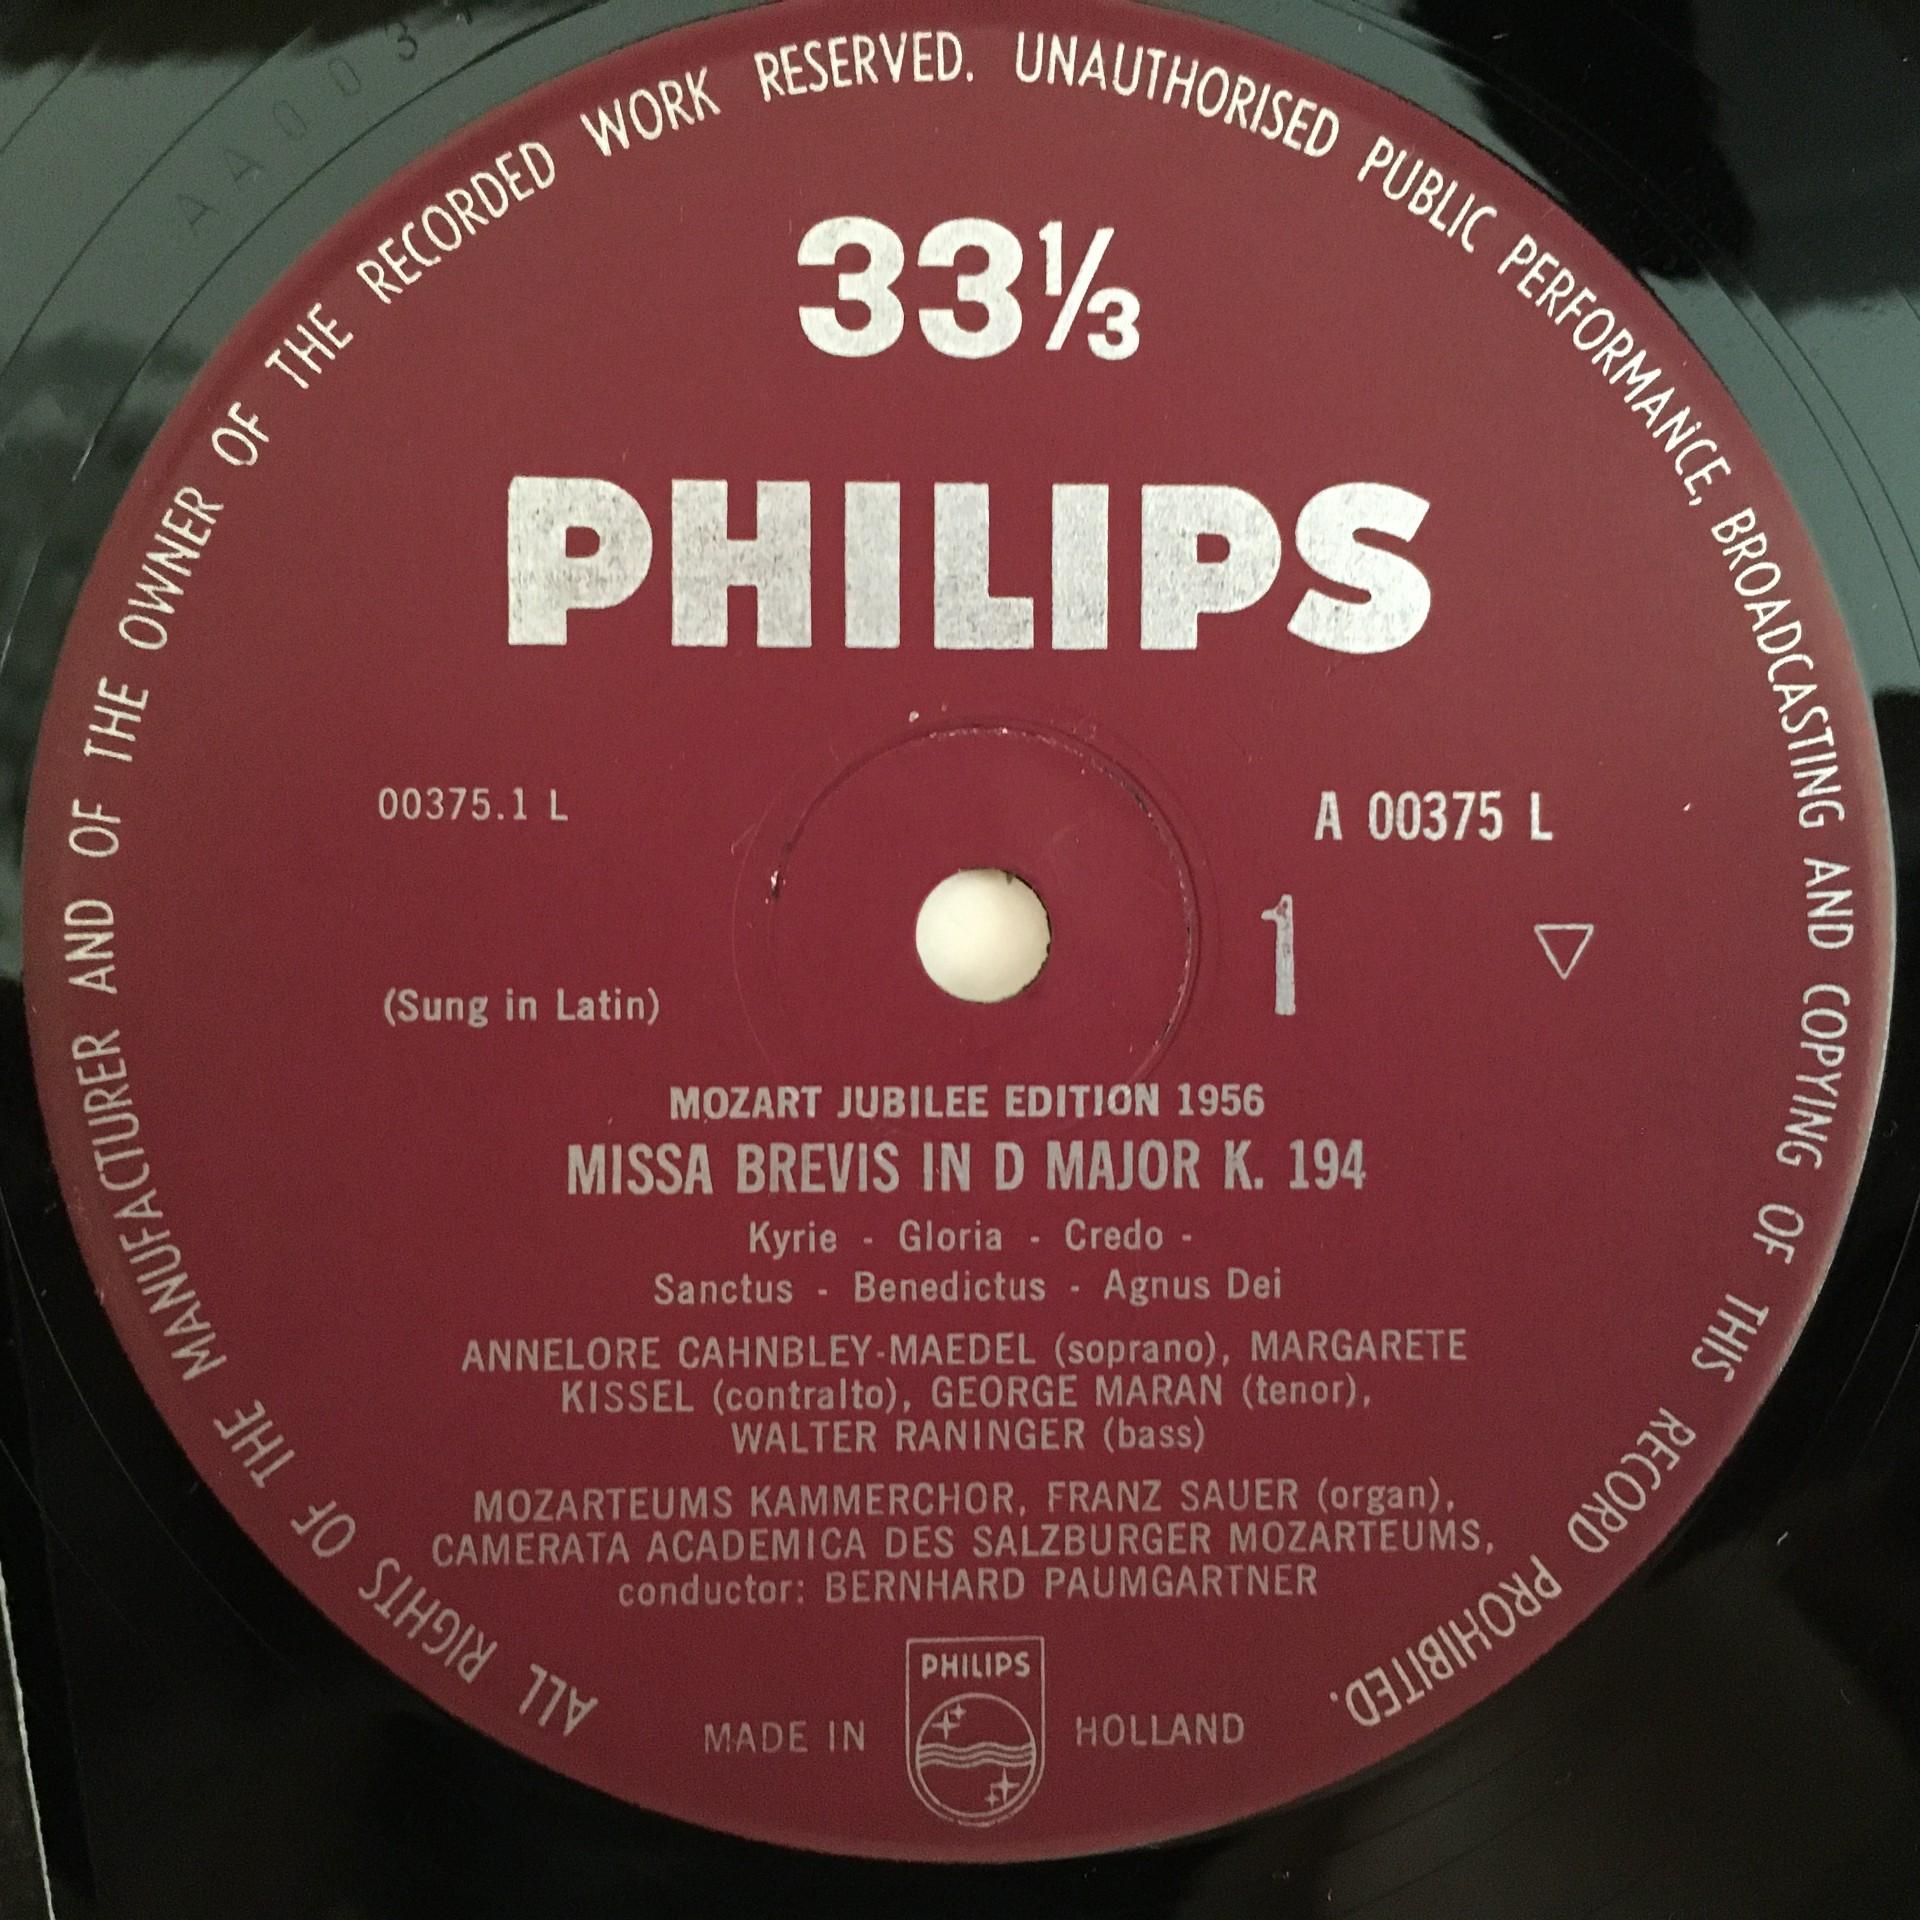 ALL RIGHTS OF THE MANUFACTURER AND OF THE OWNER OF THE RECORDED WORK RESERVED. UNAUTHORISED PUBLIC PERFORMANCE, BROADCASTING AND COPYING OF THIS RECORD PROHIBITED.
33⅓
PHILIPS
00375.1 L
A 00375 L
1
(Sung in Latin)
MOZART JUBILEE EDITION 1956
MISSA BREVIS IN D MAJOR K. 194
Kyrie - Gloria - Credo -
Sanctus - Benedictus - Agnus Dei
ANNELORE CAHNBLEY-MAEDEL (soprano), MARGARETE
KISSEL (contralto), GEORGE MARAN (tenor),
WALTER RANINGER (bass)
MOZARTEUMS KAMMERCHOR, FRANZ SAUER (organ),
CAMERATA ACADEMICA DES SALZBURGER MOZARTEUMS,
conductor: BERNHARD PAUMGARTNER
PHILIPS
MADE IN HOLLAND